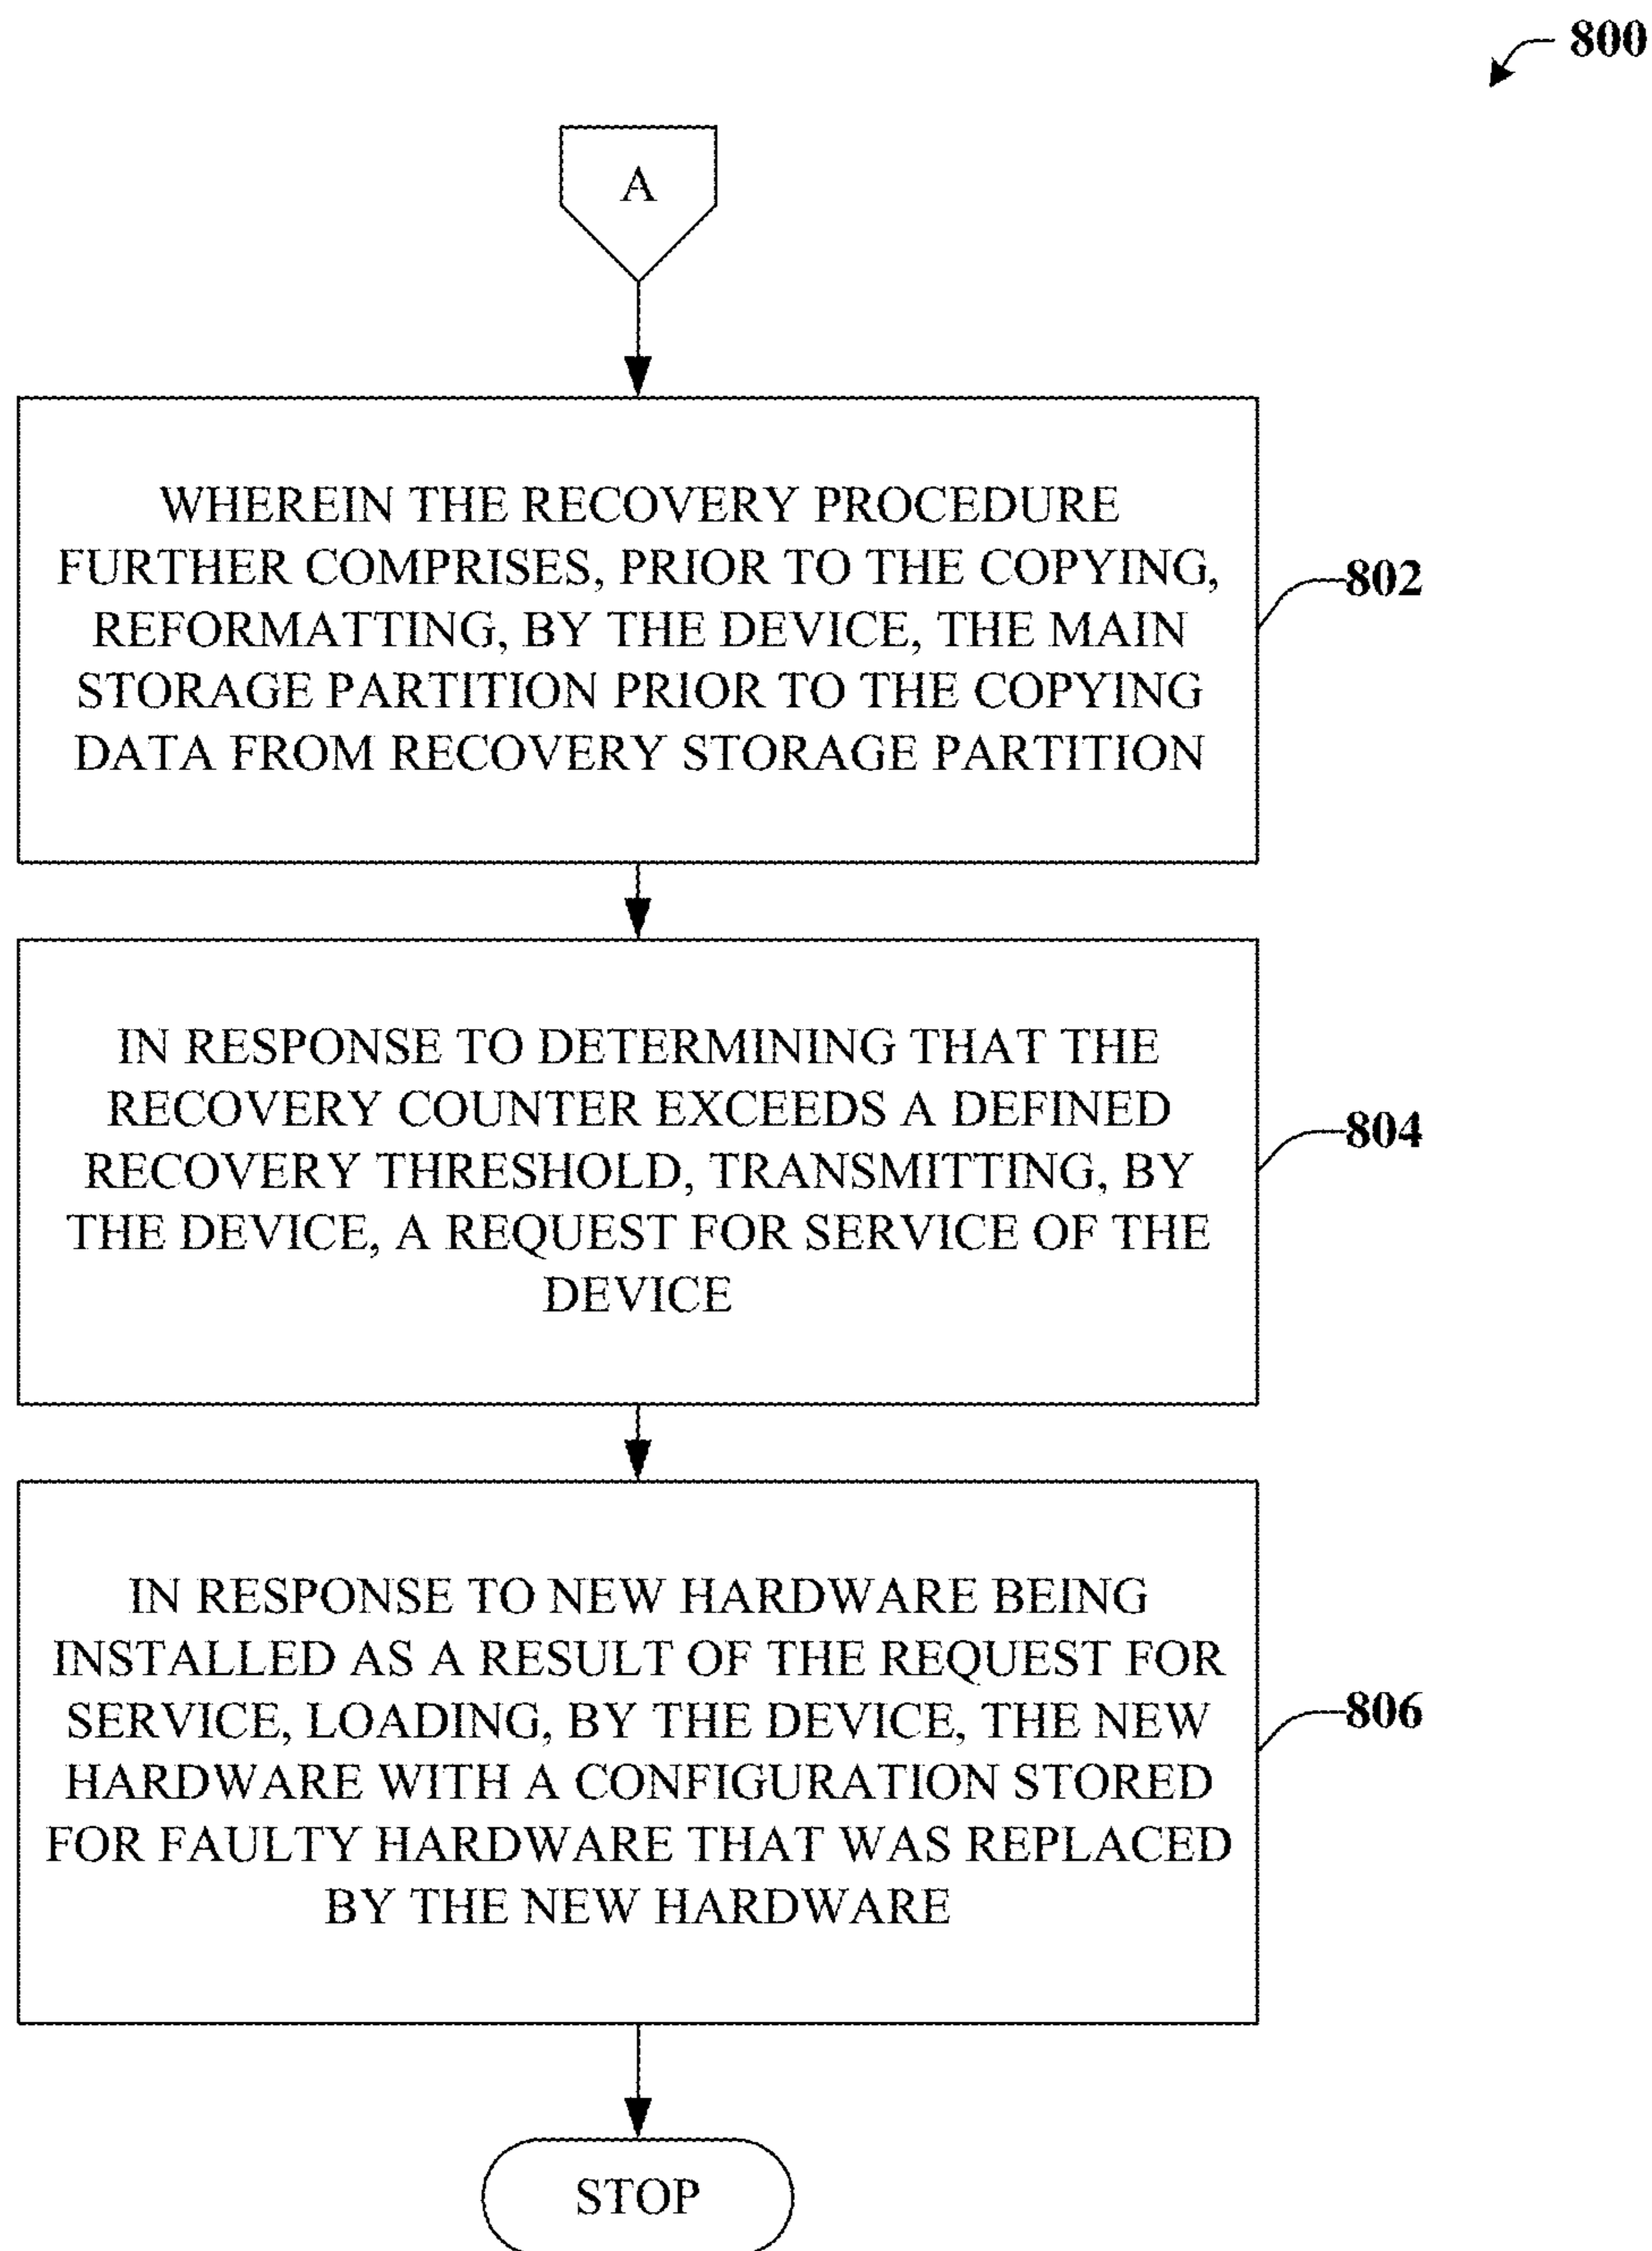 800
A
WHEREIN THE RECOVERY PROCEDURE
FURTHER COMPRISES, PRIOR TO THE COPYING,
REFORMATTING, BY THE DEVICE, THE MAIN
STORAGE PARTITION PRIOR TO THE COPYING
DATA FROM RECOVERY STORAGE PARTITION
802
IN RESPONSE TO DETERMINING THAT THE
RECOVERY COUNTER EXCEEDS A DEFINED
RECOVERY THRESHOLD, TRANSMITTING, BY
THE DEVICE, A REQUEST FOR SERVICE OF THE
DEVICE
804
IN RESPONSE TO NEW HARDWARE BEING
INSTALLED AS A RESULT OF THE REQUEST FOR
SERVICE, LOADING, BY THE DEVICE, THE NEW
HARDWARE WITH A CONFIGURATION STORED
FOR FAULTY HARDWARE THAT WAS REPLACED
BY THE NEW HARDWARE
806
STOP